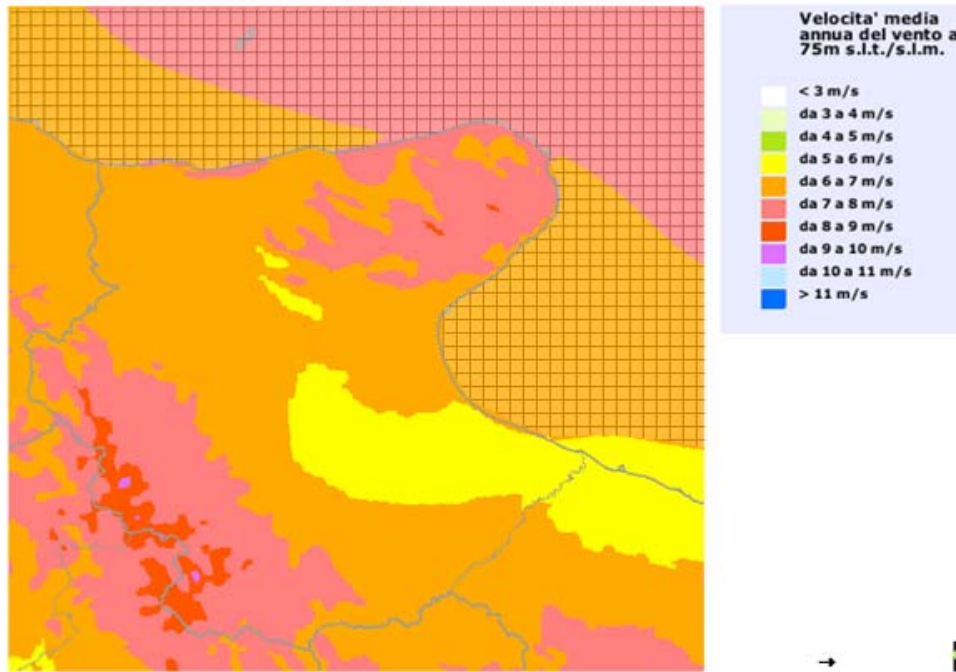 Velocita' media
annua del vento a
75m s.l.t./s.l.m.
< 3 m/s
da 3 a 4 m/s
da 4 a 5 m/s
da 5 a 6 m/s
da 6 a 7 m/s
da 7 a 8 m/s
da 8 a 9 m/s
da 9 a 10 m/s
da 10 a 11 m/s
> 11 m/s